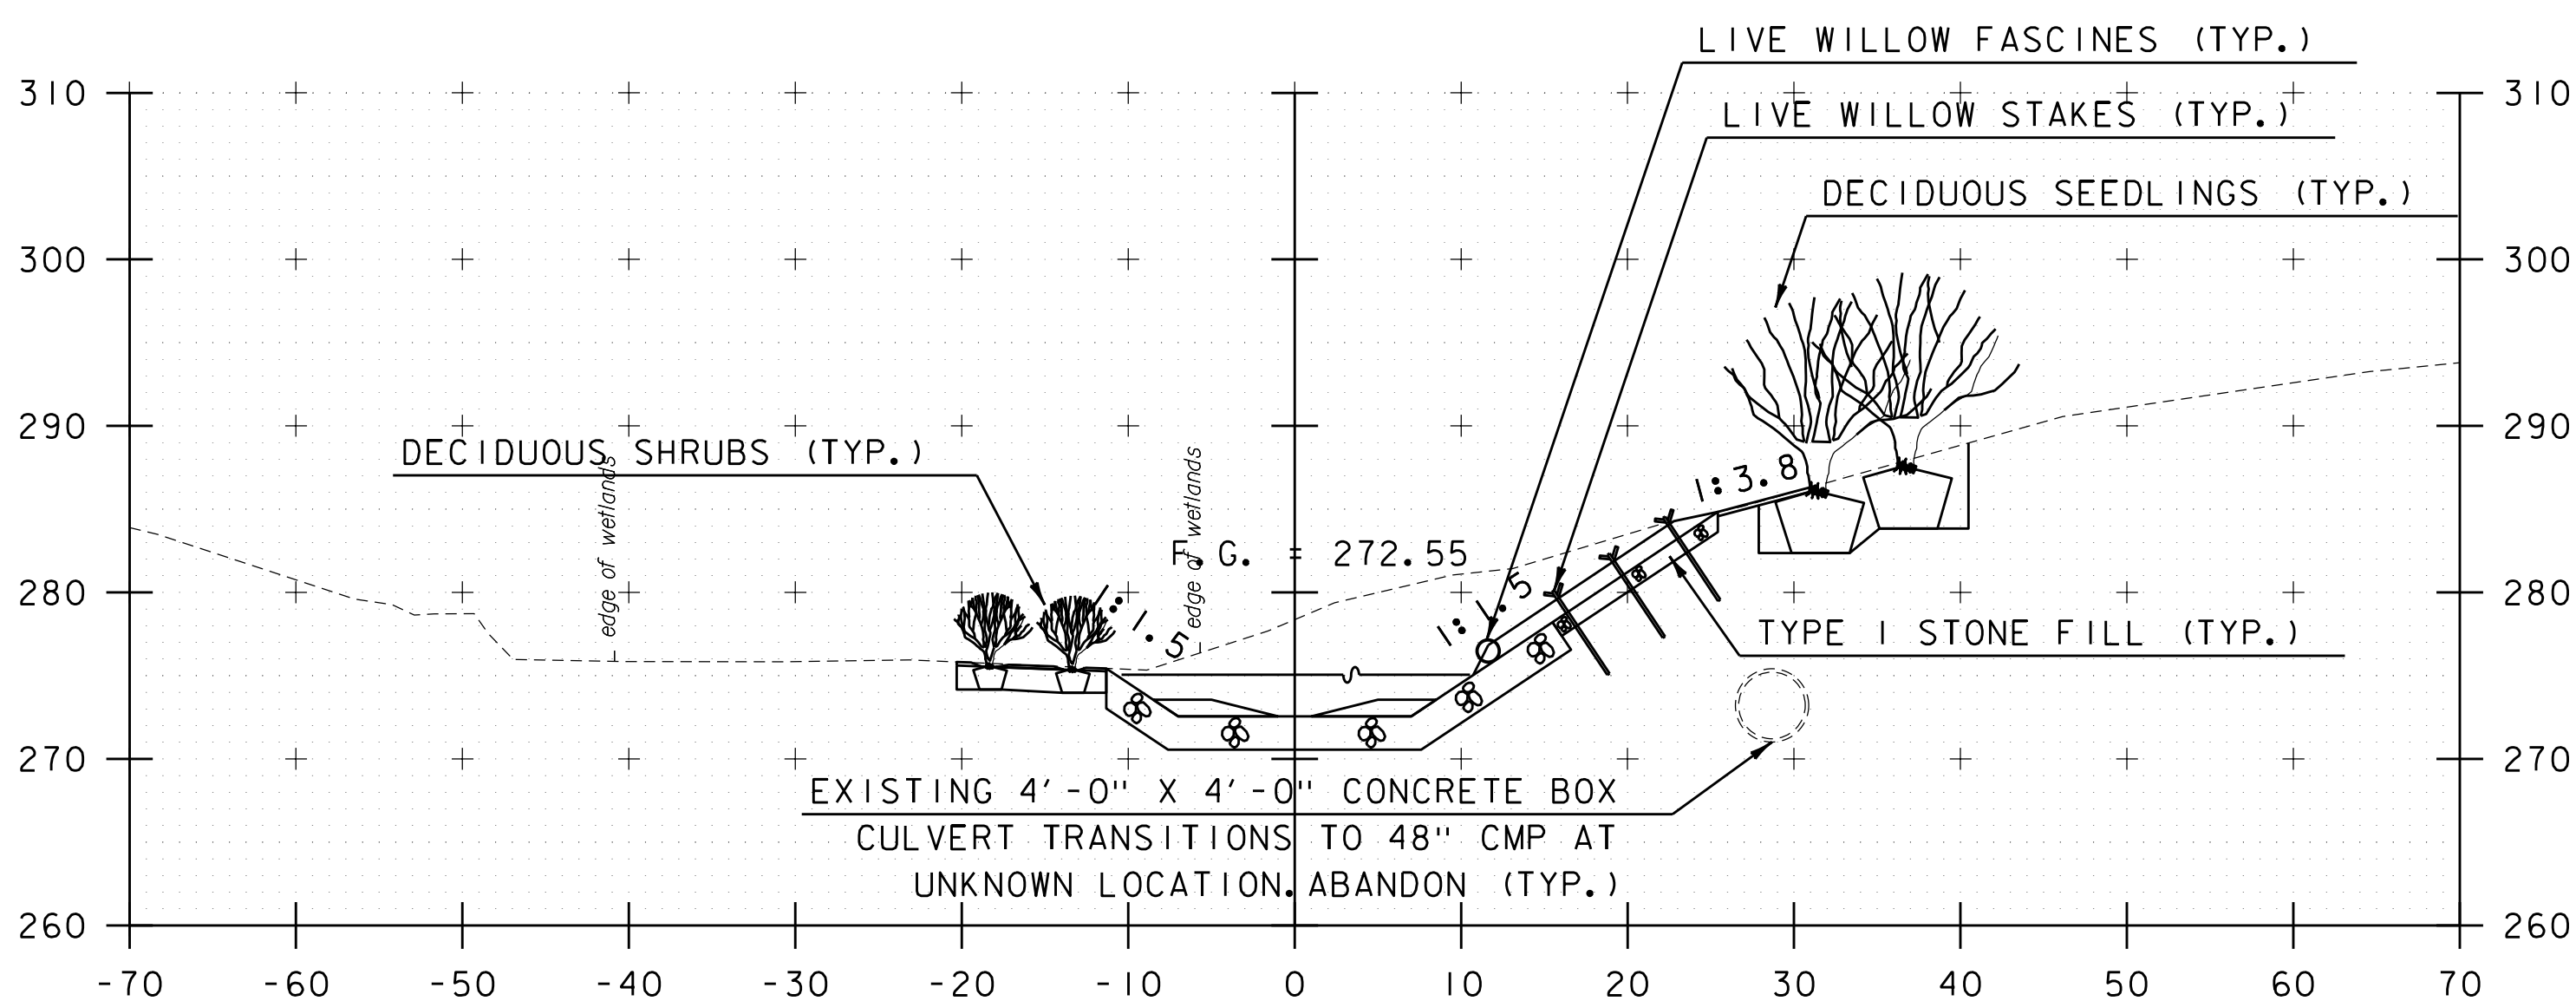 LIVE WILLOW FASCINES (TYP.)
310
310
LIVE WILLOW STAKES (TYP.)
DECIDUOUS SEEDLINGS (TYP.)
300
300
290
290
DECIDUOUS SHRUBS (TYP.)
edge of wetlands
edge of wetlands
1:3.8
F.G. = 272.55
280
280
1:1.5
1:1.5
TYPE I STONE FILL (TYP.)
270
270
EXISTING 4'-0" X 4'-0" CONCRETE BOX
CULVERT TRANSITIONS TO 48" CMP AT
UNKNOWN LOCATION. ABANDON (TYP.)
260
260
-70 -60 -50 -40 -30 -20 -10 0 10 20 30 40 50 60 70